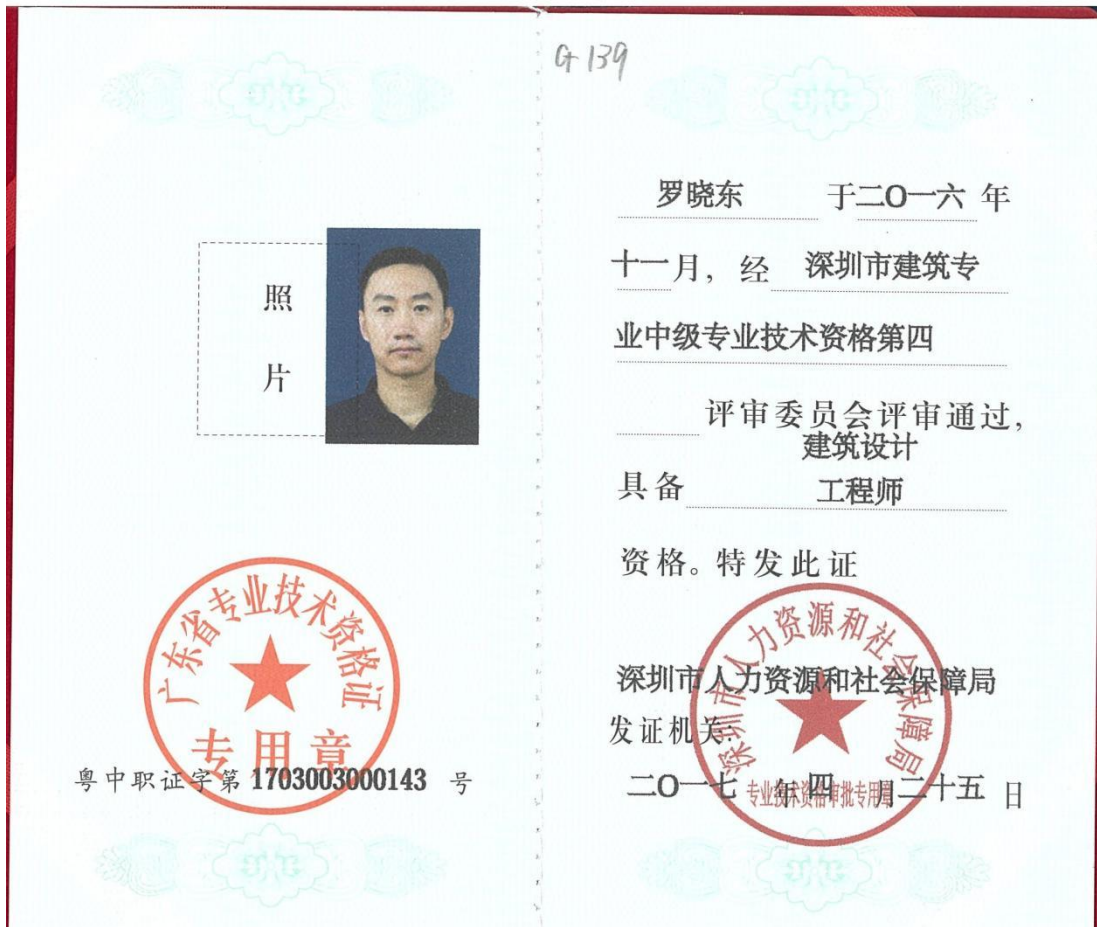 G 139
照
片
广东省专业技术资格证
专用章
粤中职证字第 1703003000143 号
罗晓东 于二O一六 年
十一月，经 深圳市建筑专
业中级专业技术资格第四
评审委员会评审通过，
建筑设计
具备 工程师
资格。特发此证
深圳市人力资源和社会保障局
深圳市人力资源和社会保障局
发证机关：
二O一七 年 四 月二十五 日
专业技术资格审批专用章